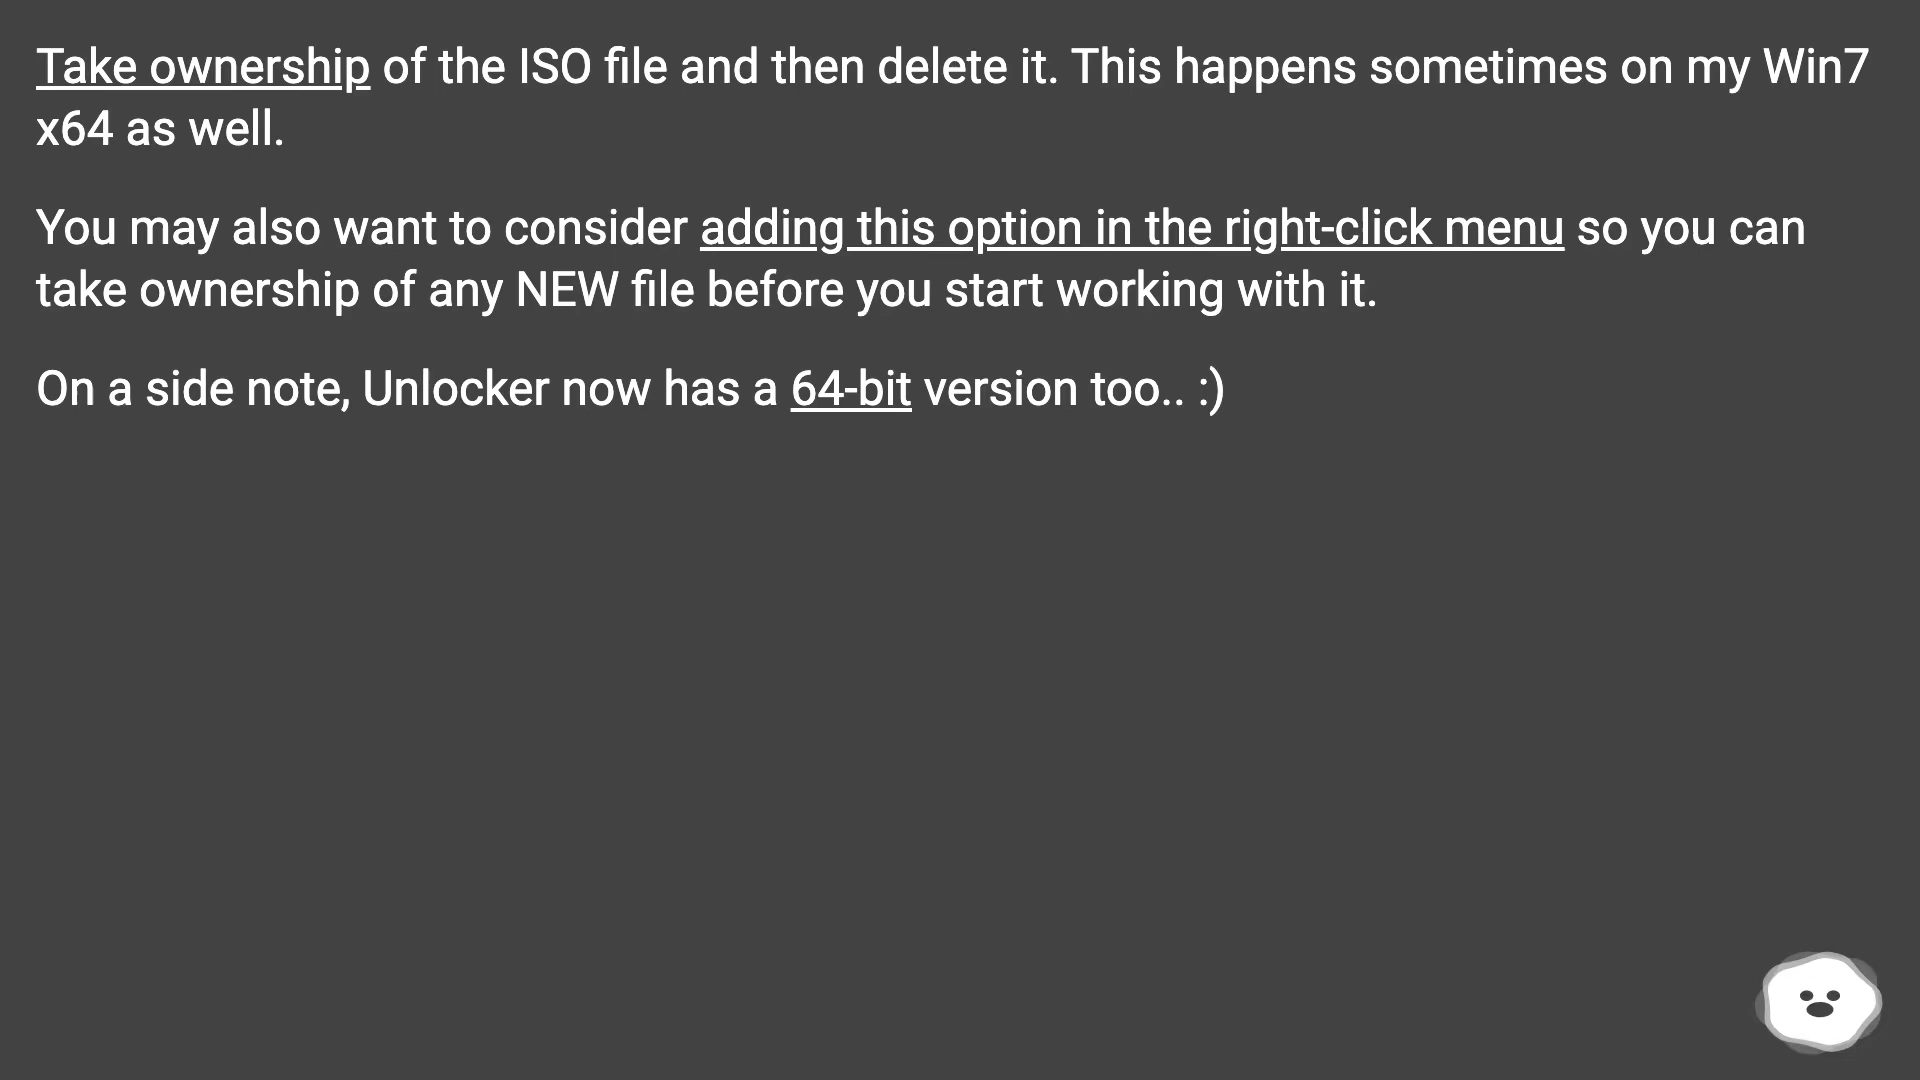 Take ownership of the ISO file and then delete it. This happens sometimes on my Win7
x64 as well.
You may also want to consider adding this option in the right-click menu so you can
take ownership of any NEW file before you start working with it.
On a side note, Unlocker now has a 64-bit version too.. :)